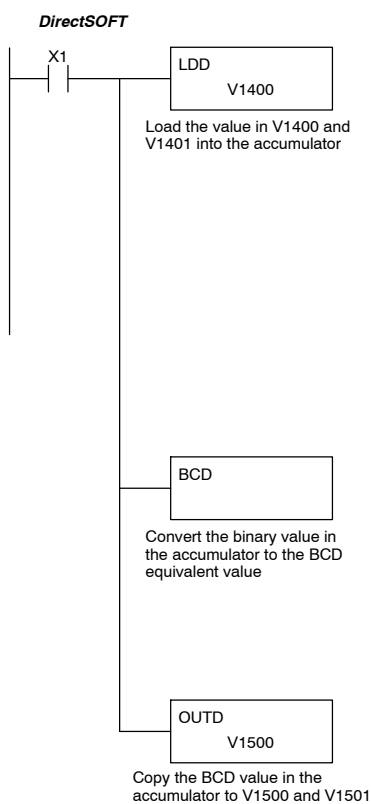 DirectSOFT
X1
LDD
V1400
Load the value in V1400 and
V1401 into the accumulator
BCD
Convert the binary value in
the accumulator to the BCD
equivalent value
OUTD
V1500
Copy the BCD value in the
accumulator to V1500 and V1501